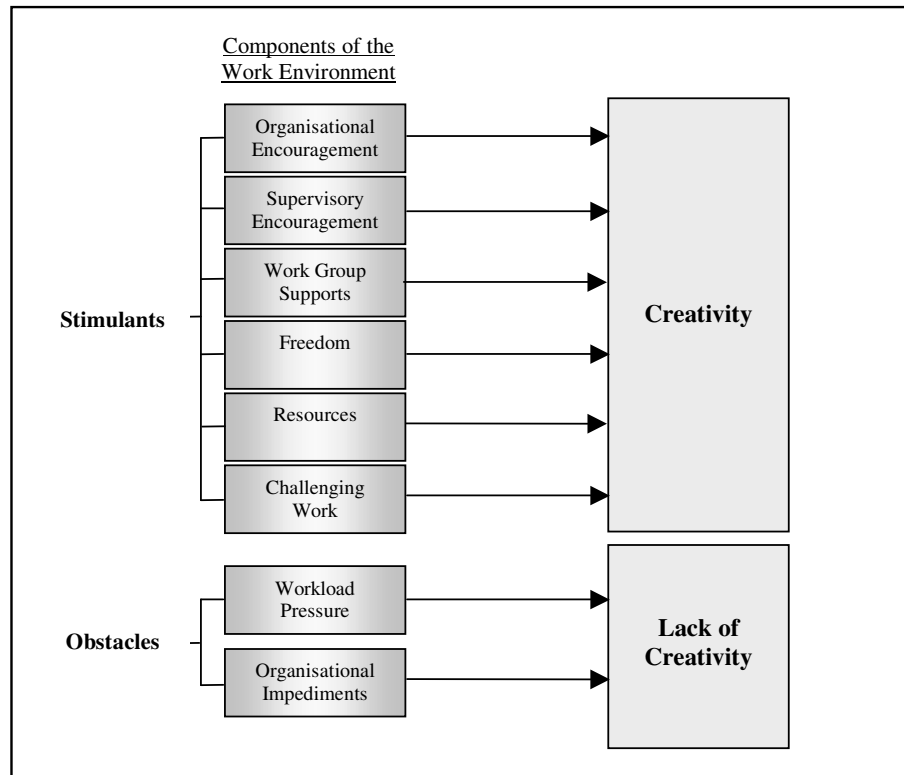 Components of the
Work Environment
Organisational
Encouragement
Supervisory
Encouragement
Work Group
Supports
Stimulants
Freedom
Resources
Challenging
Work
Creativity
Workload
Pressure
Obstacles
Organisational
Impediments
Lack of
Creativity